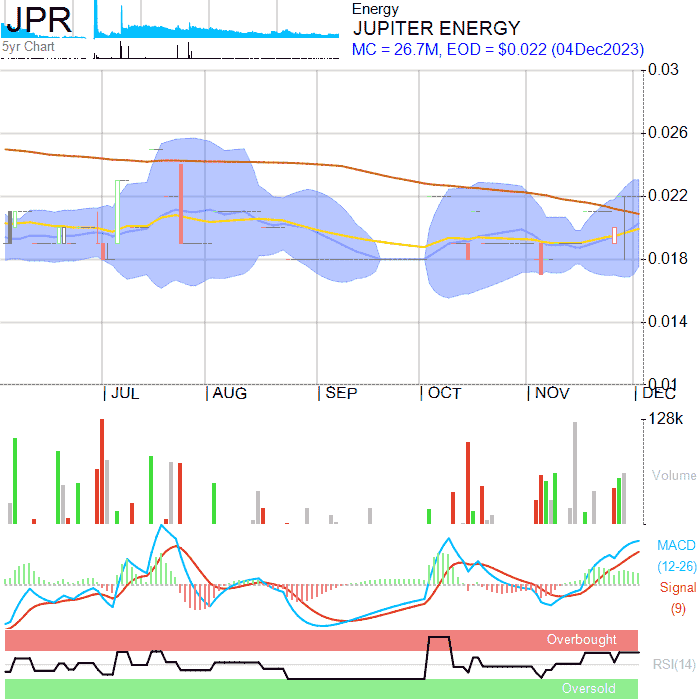 JPR
5yr Chart
Energy
JUPITER ENERGY
MC = 26.7M, EOD = $0.022 (04Dec2023)
0.03
0.026
0.022
0.018
0.014
0.01
JUL AUG SEP OCT NOV DEC
128k
Volume
MACD
(12-26)
Signal
(9)
Overbought
RSI(14)
Oversold